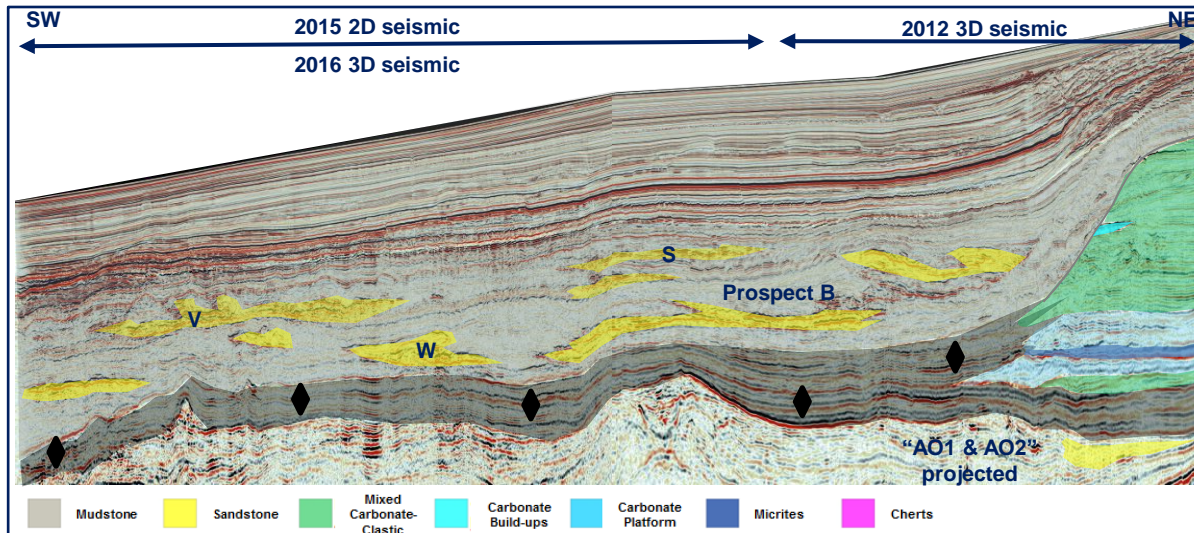 SW
2015 2D seismic
2016 3D seismic
2012 3D seismic
NE
S
Prospect B
V
W
“AÖ1 & AO2”
projected
Mudstone
Sandstone
Mixed
Carbonate-
Clastic
Carbonate
Build-ups
Carbonate
Platform
Micrites
Cherts